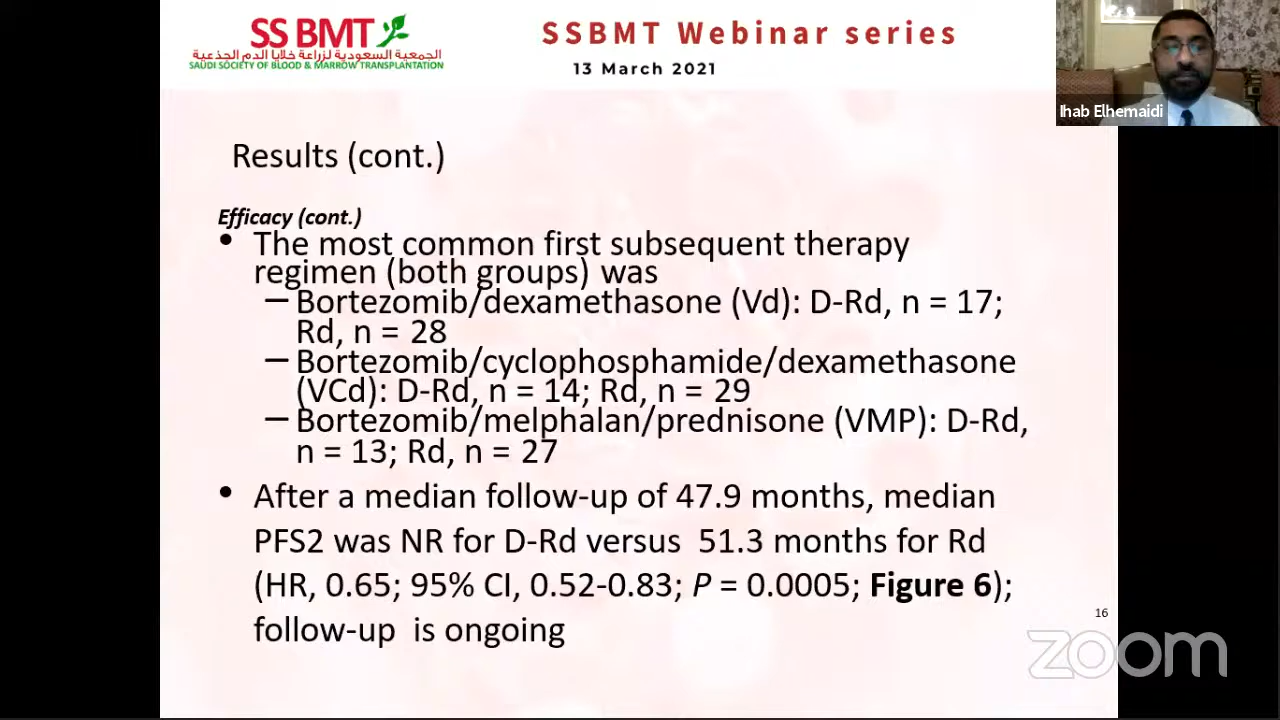 SS BMT
الجمعية السعودية لزراعة خلايا الدم الجذعية
SAUDI SOCIETY OF BLOOD & MARROW TRANSPLANTATION
SSBMT Webinar series
13 March 2021
Ihab Elhemaidi
Results (cont.)
Efficacy (cont.)
• The most common first subsequent therapy
regimen (both groups) was
– Bortezomib/dexamethasone (Vd): D-Rd, n = 17;
Rd, n = 28
– Bortezomib/cyclophosphamide/dexamethasone
(VCd): D-Rd, n = 14; Rd, n = 29
– Bortezomib/melphalan/prednisone (VMP): D-Rd,
n = 13; Rd, n = 27
• After a median follow-up of 47.9 months, median
PFS2 was NR for D-Rd versus 51.3 months for Rd
(HR, 0.65; 95% CI, 0.52-0.83; P = 0.0005; Figure 6);
follow-up is ongoing
16
zoom